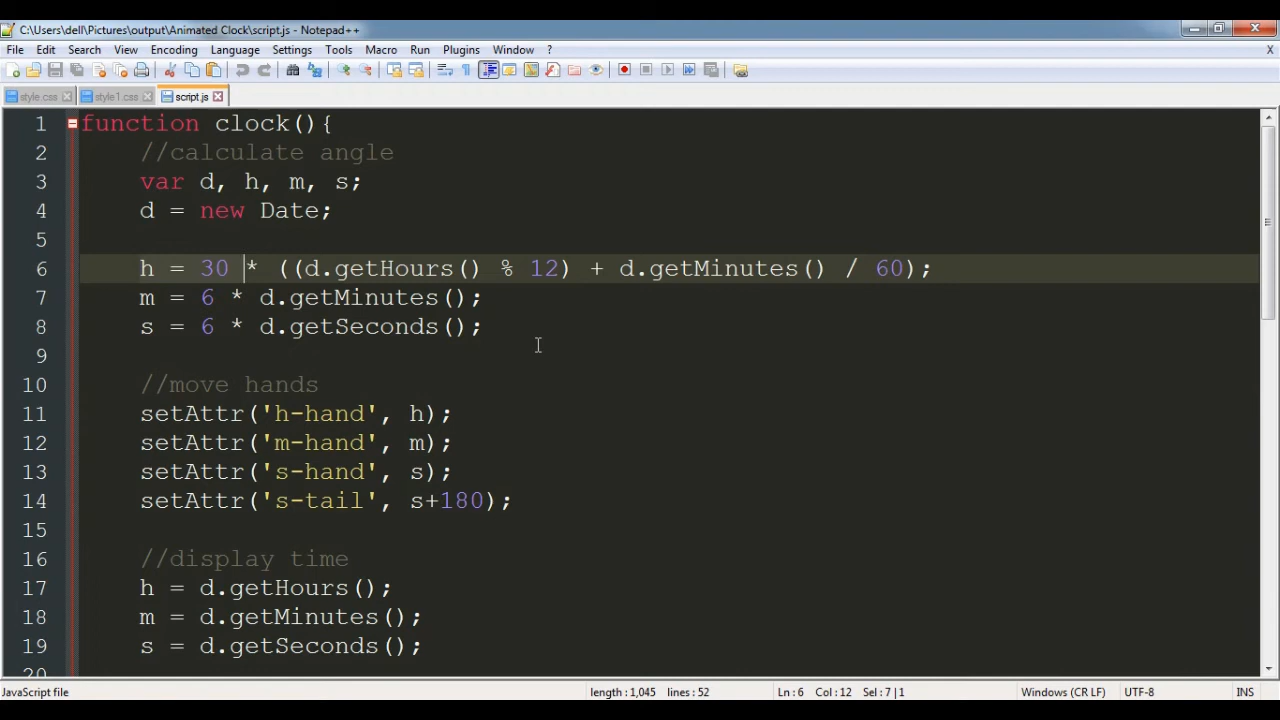 C:\Users\dell\Pictures\output\Animated Clock\script.js - Notepad++
File Edit Search View Encoding Language Settings Tools Macro Run Plugins Window ? X
style.css style1.css script.js
1 function clock(){
2 //calculate angle
3 var d, h, m, s;
4 d = new Date;
5
6 h = 30 * ((d.getHours() % 12) + d.getMinutes() / 60);
7 m = 6 * d.getMinutes();
8 s = 6 * d.getSeconds();
9
10 //move hands
11 setAttr('h-hand', h);
12 setAttr('m-hand', m);
13 setAttr('s-hand', s);
14 setAttr('s-tail', s+180);
15
16 //display time
17 h = d.getHours();
18 m = d.getMinutes();
19 s = d.getSeconds();
20
JavaScript file length : 1,045 lines : 52 Ln : 6 Col : 12 Sel : 7 | 1 Windows (CR LF) UTF-8 INS